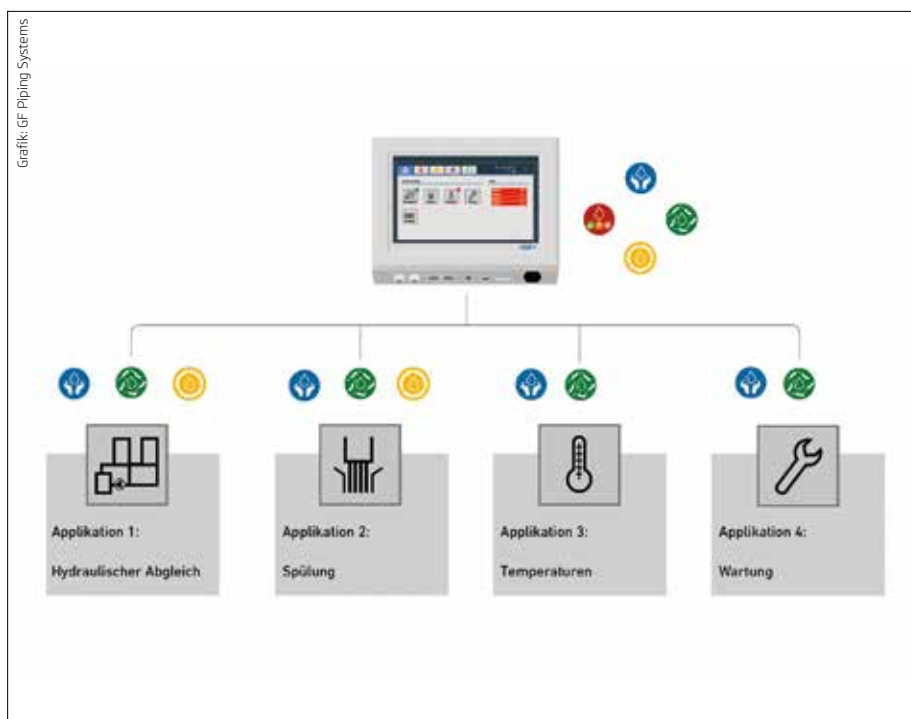 Grafik: GF Piping Systems
Applikation 1:
Hydraulischer Abgleich
Applikation 2:
Spülung
Applikation 3:
Temperaturen
Applikation 4:
Wartung